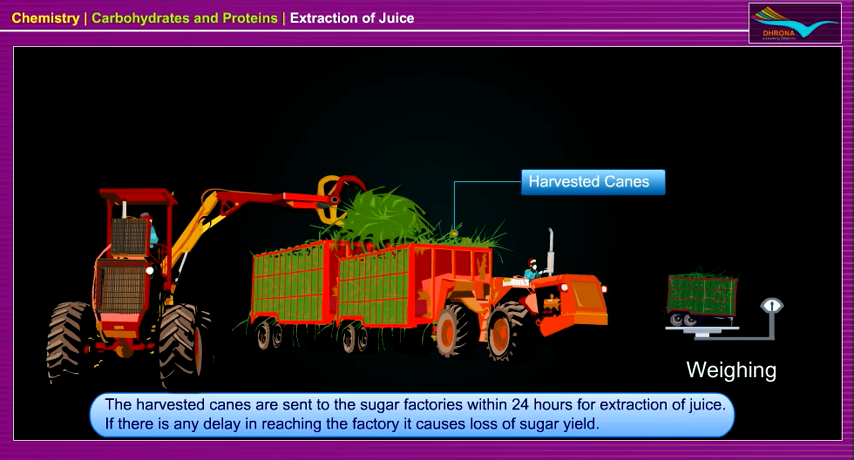 Chemistry | Carbohydrates and Proteins | Extraction of Juice
DHRONA
Harvested Canes
Weighing
The harvested canes are sent to the sugar factories within 24 hours for extraction of juice.
If there is any delay in reaching the factory it causes loss of sugar yield.